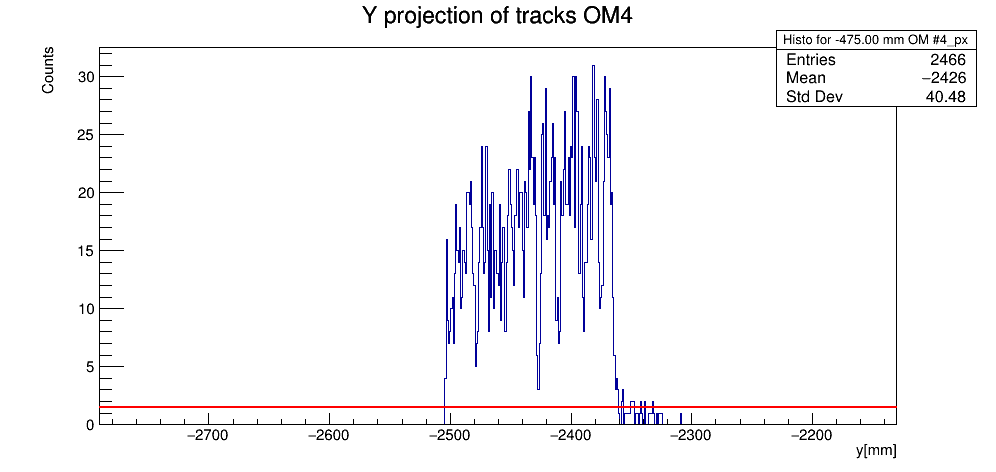 Y projection of tracks OM4
Histo for -475.00 mm OM #4_px
Entries 2466
Mean −2426
Std Dev 40.48
Counts
30
25
20
15
10
5
0
−2700 −2600 −2500 −2400 −2300 −2200
y[mm]